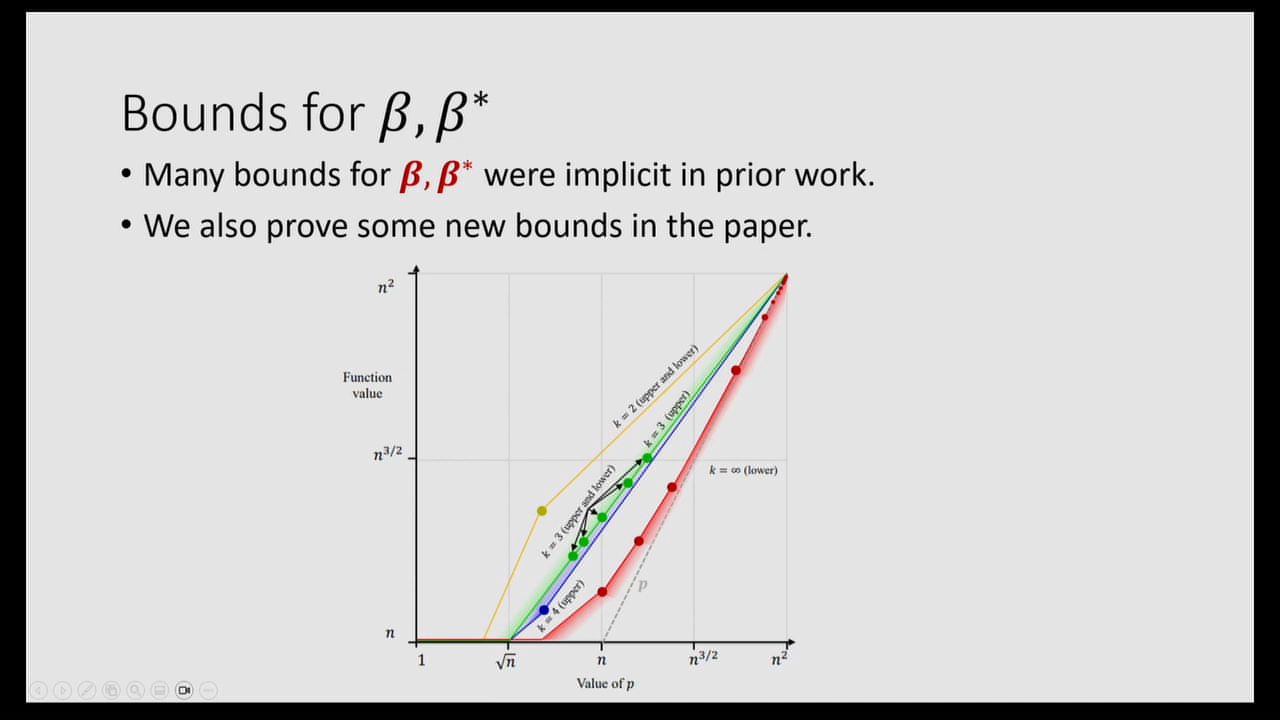 Bounds for β, β*
• Many bounds for β, β* were implicit in prior work.
• We also prove some new bounds in the paper.
n²
Function
value
k = 2 (upper and lower)
k = 3 (upper)
n^{3/2}
k = ∞ (lower)
k = 3 (upper and lower)
p
k = 4 (upper)
n
1
√n
n
n^{3/2}
n²
Value of p